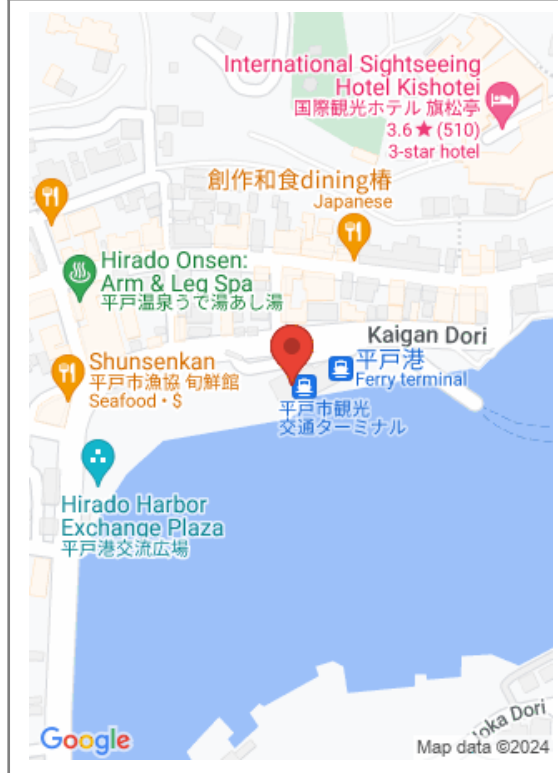 International Sightseeing
Hotel Kishotei
国際観光ホテル 旗松亭
3.6★ (510)
3-star hotel
創作和食dining椿
Japanese
Hirado Onsen:
Arm & Leg Spa
平戸温泉うで湯あし湯
Kaigan Dori
Shunsenkan
平戸市漁協 旬鮮館
Seafood • $
平戸港
Ferry terminal
平戸市観光
交通ターミナル
Hirado Harbor
Exchange Plaza
平戸港交流広場
oka Dori
Google
Map data ©2024